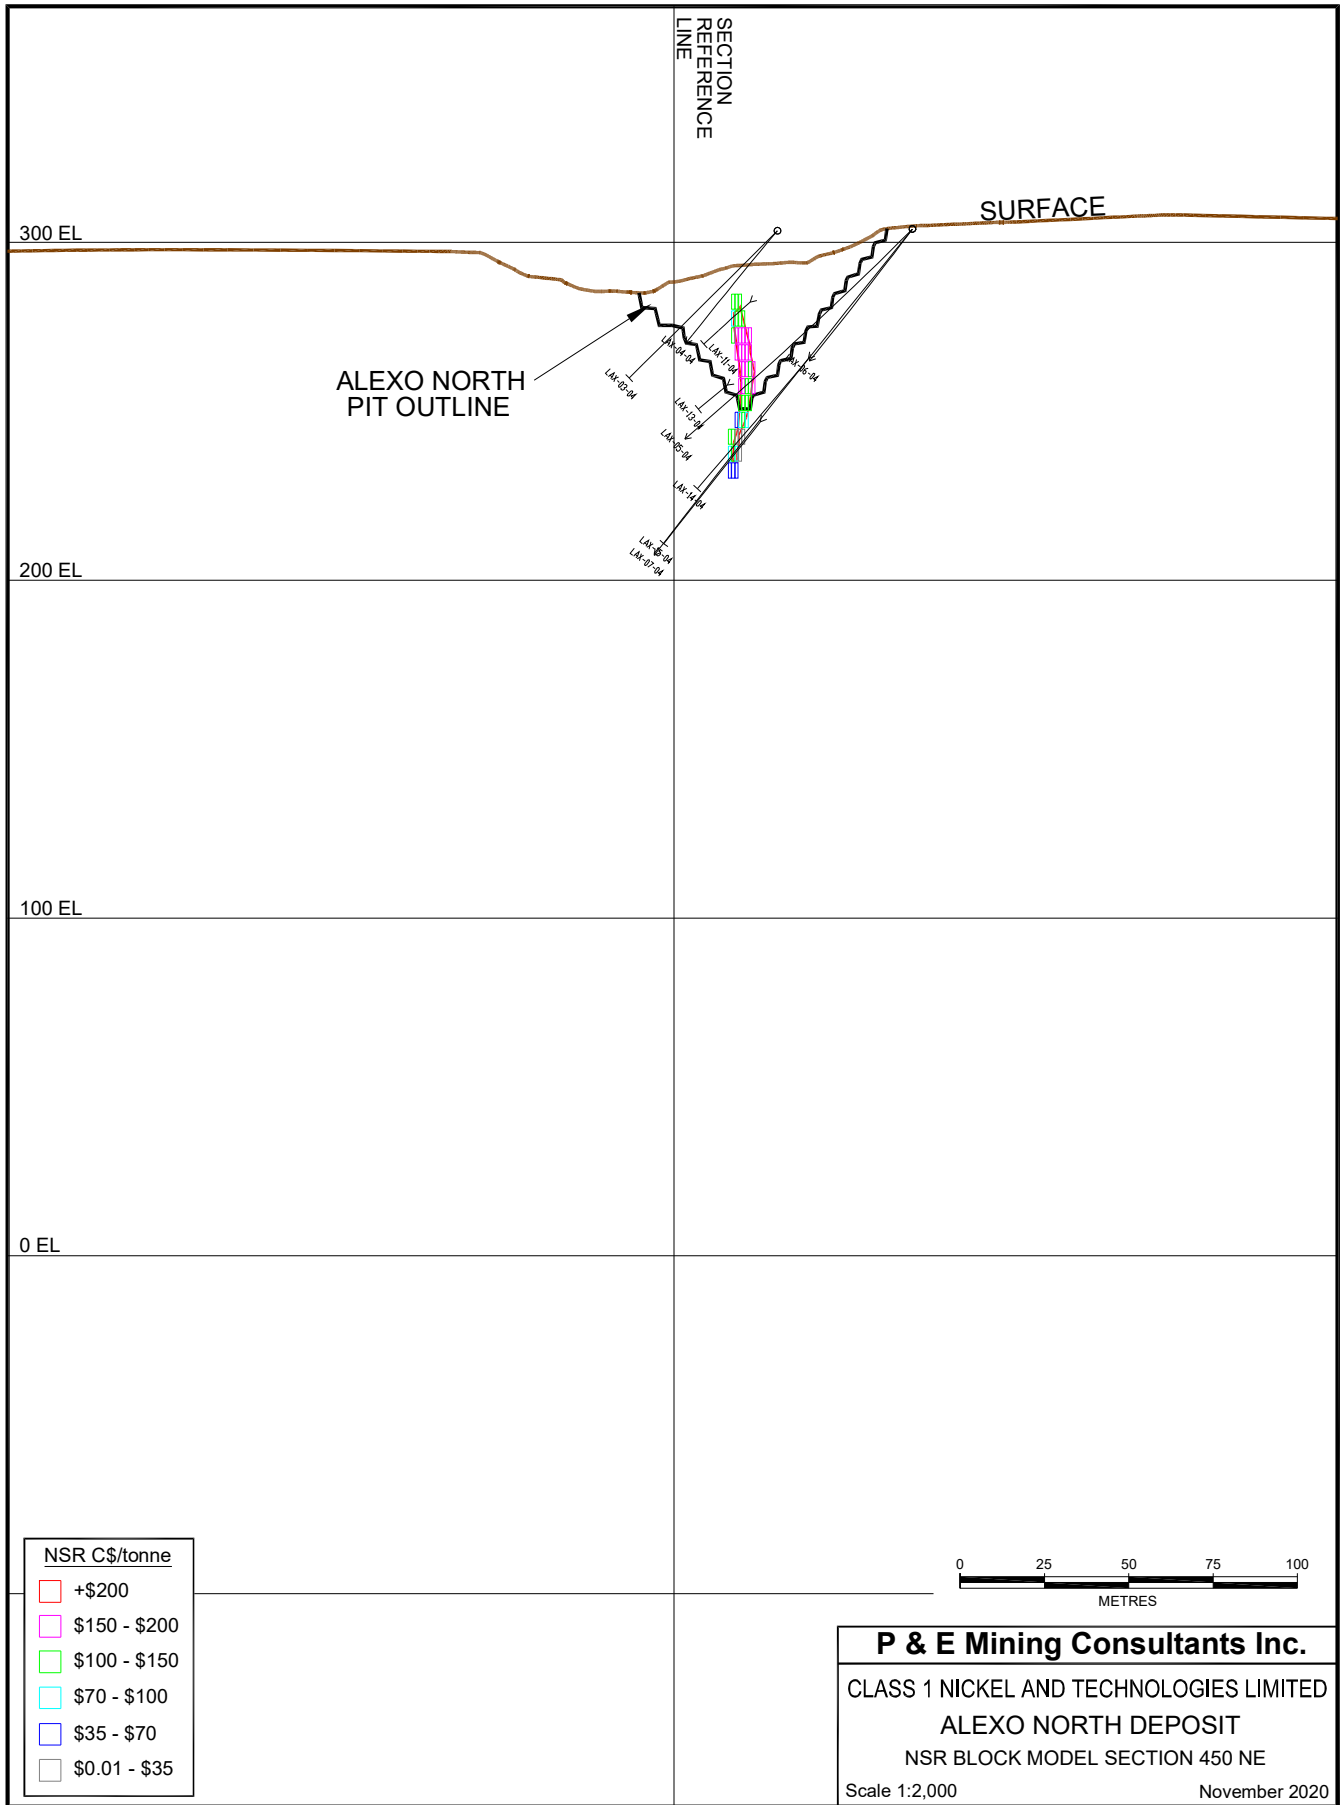 SECTION
REFERENCE
LINE
SURFACE
300 EL
ALEXO NORTH
PIT OUTLINE
LAX-04-04
LAX-11-04
LAX-06-04
LAX-03-04
LAX-13-04
LAX-05-04
LAX-14-04
LAX-15-04
LAX-07-04
200 EL
100 EL
0 EL
NSR C$/tonne
+$200
$150 - $200
$100 - $150
$70 - $100
$35 - $70
$0.01 - $35
0 25 50 75 100
METRES
P & E Mining Consultants Inc.
CLASS 1 NICKEL AND TECHNOLOGIES LIMITED
ALEXO NORTH DEPOSIT
NSR BLOCK MODEL SECTION 450 NE
Scale 1:2,000 November 2020